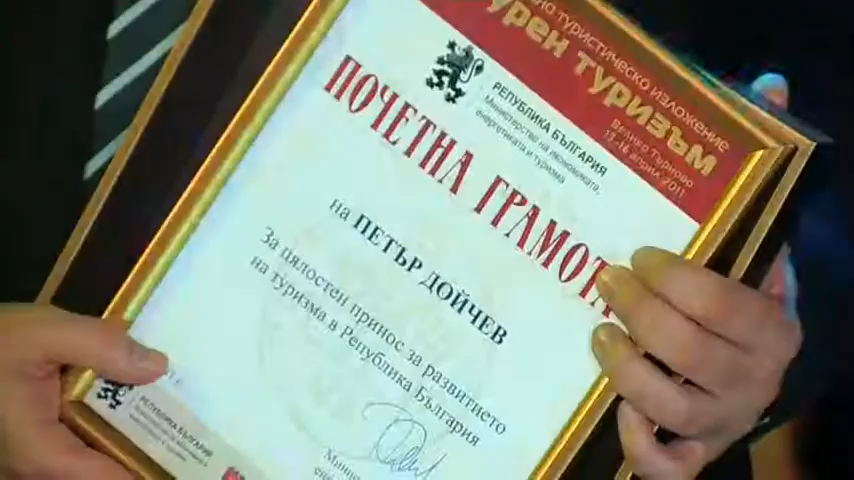 туристическо изложение
турен туризъм
Велико Търново
13-16 април 2011
РЕПУБЛИКА БЪЛГАРИЯ
Министерство на икономиката,
енергетиката и туризма
ПОЧЕТНА ГРАМОТА
на ПЕТЪР ДОЙЧЕВ
За цялостен принос за развитието
на туризма в Република България
РЕПУБЛИКА БЪЛГАРИЯ